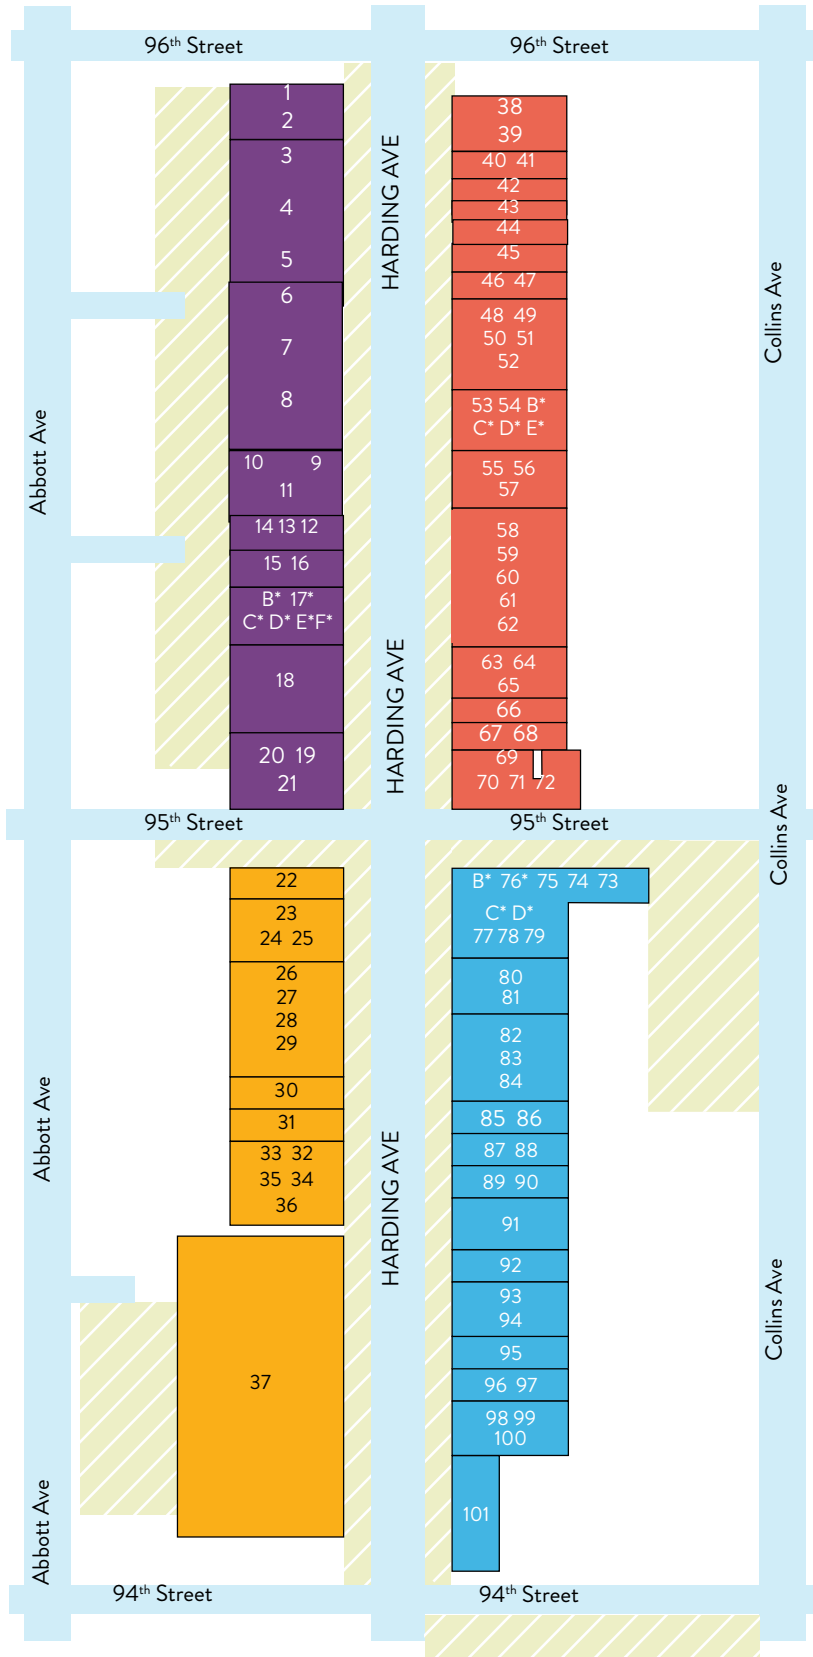 96th Street
96th Street
1
2
3
4
5
6
7
8
10 9
11
14 13 12
15 16
B* 17*
C* D* E*F*
18
20 19
21
HARDING AVE
HARDING AVE
38
39
40 41
42
43
44
45
46 47
48 49
50 51
52
53 54 B*
C* D* E*
55 56
57
58
59
60
61
62
63 64
65
66
67 68
69
70 71 72
Abbott Ave
Collins Ave
95th Street
95th Street
Collins Ave
22
23
24 25
26
27
28
29
30
31
33 32
35 34
36
37
Abbott Ave
Abbott Ave
HARDING AVE
B* 76* 75 74 73
C* D*
77 78 79
80
81
82
83
84
85 86
87 88
89 90
91
92
93
94
95
96 97
98 99
100
101
Collins Ave
94th Street
94th Street